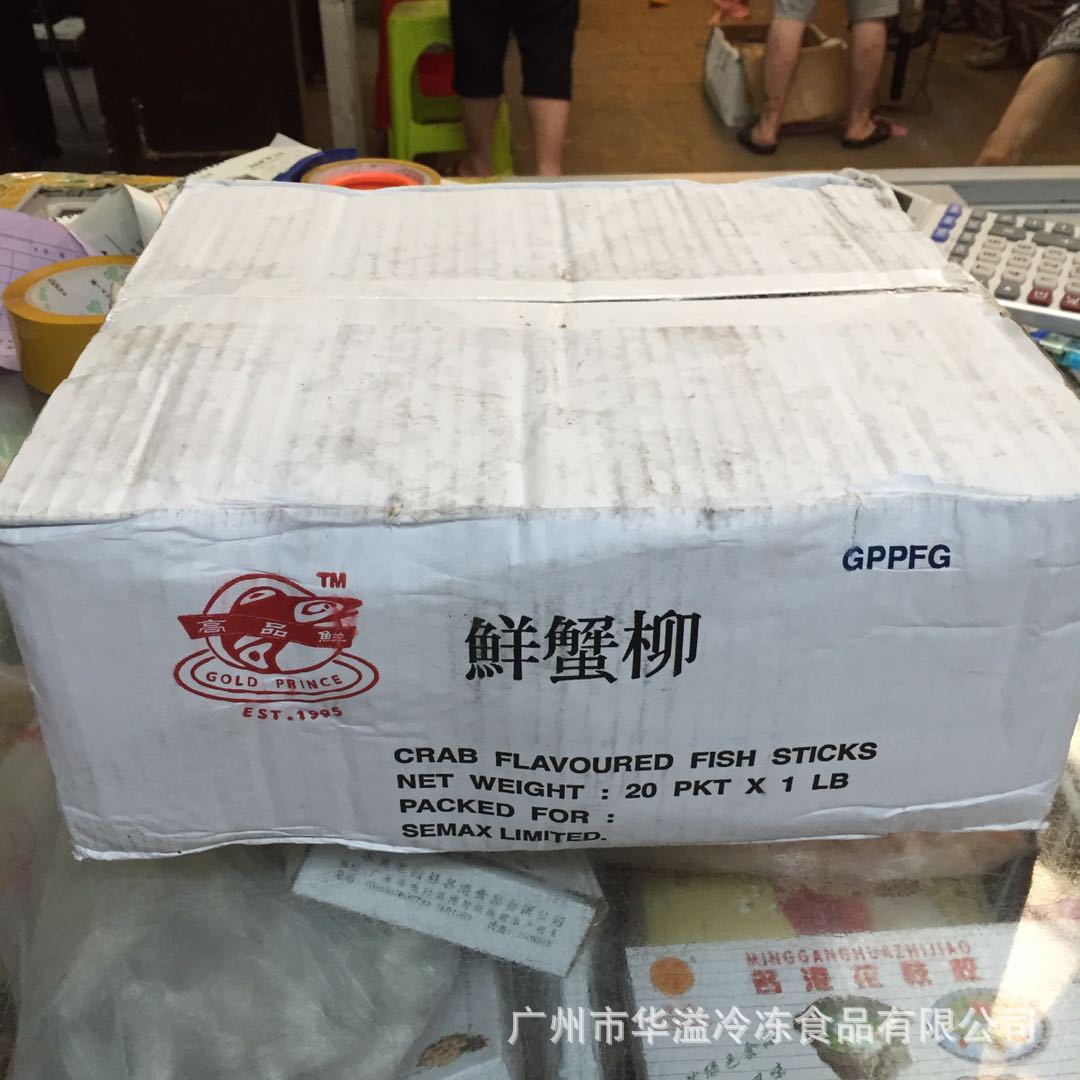 GPPFG
TM
高品鮮
GOLD PRINCE
EST.1995
鮮蟹柳
CRAB FLAVOURED FISH STICKS
NET WEIGHT : 20 PKT X 1 LB
PACKED FOR :
SEMAX LIMITED.
MINGGANGHUAZHIJIAO
名港花枝胶
广州市华溢冷冻食品有限公司